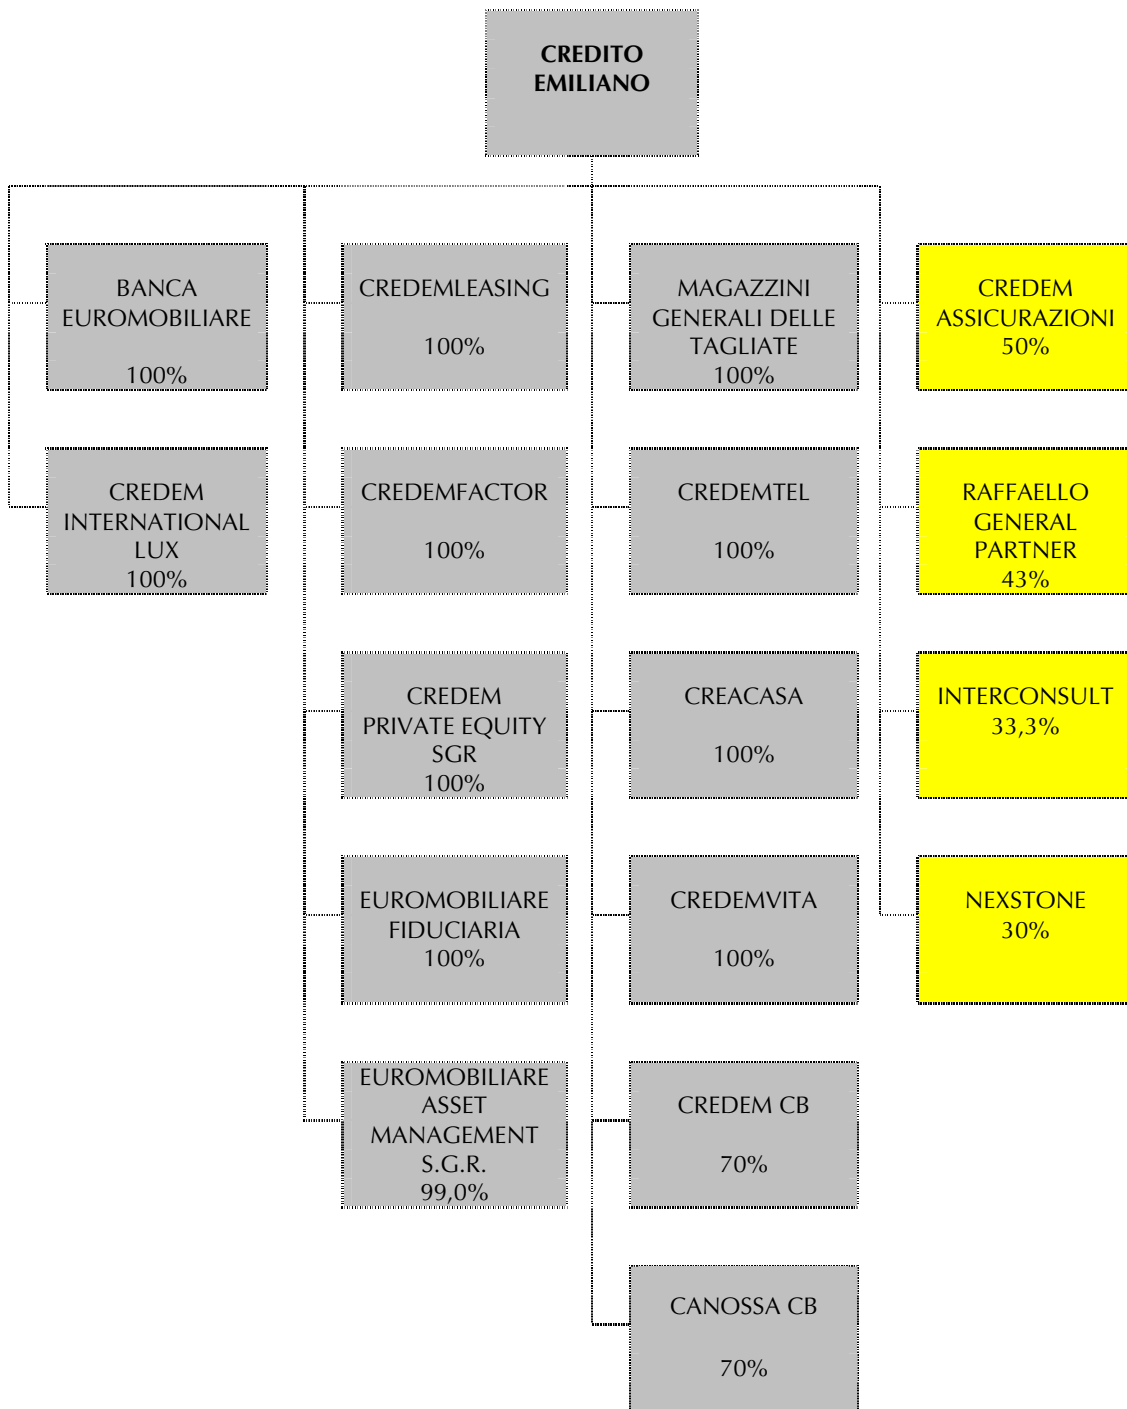 CREDITO
EMILIANO
BANCA
EUROMOBILIARE
100%
CREDEMLEASING
100%
MAGAZZINI
GENERALI DELLE
TAGLIATE
100%
CREDEM
ASSICURAZIONI
50%
CREDEM
INTERNATIONAL
LUX
100%
CREDEMFACTOR
100%
CREDEMTEL
100%
RAFFAELLO
GENERAL
PARTNER
43%
CREDEM
PRIVATE EQUITY
SGR
100%
CREACASA
100%
INTERCONSULT
33,3%
EUROMOBILIARE
FIDUCIARIA
100%
CREDEMVITA
100%
NEXSTONE
30%
EUROMOBILIARE
ASSET
MANAGEMENT
S.G.R.
99,0%
CREDEM CB
70%
CANOSSA CB
70%